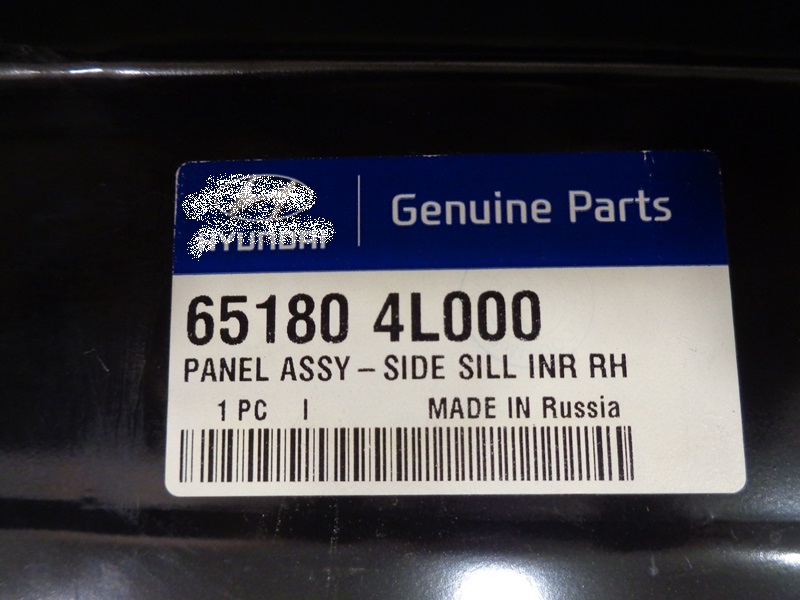 HYUNDAI
Genuine Parts
65180 4L000
PANEL ASSY – SIDE SILL INR RH
1 PC I MADE IN Russia